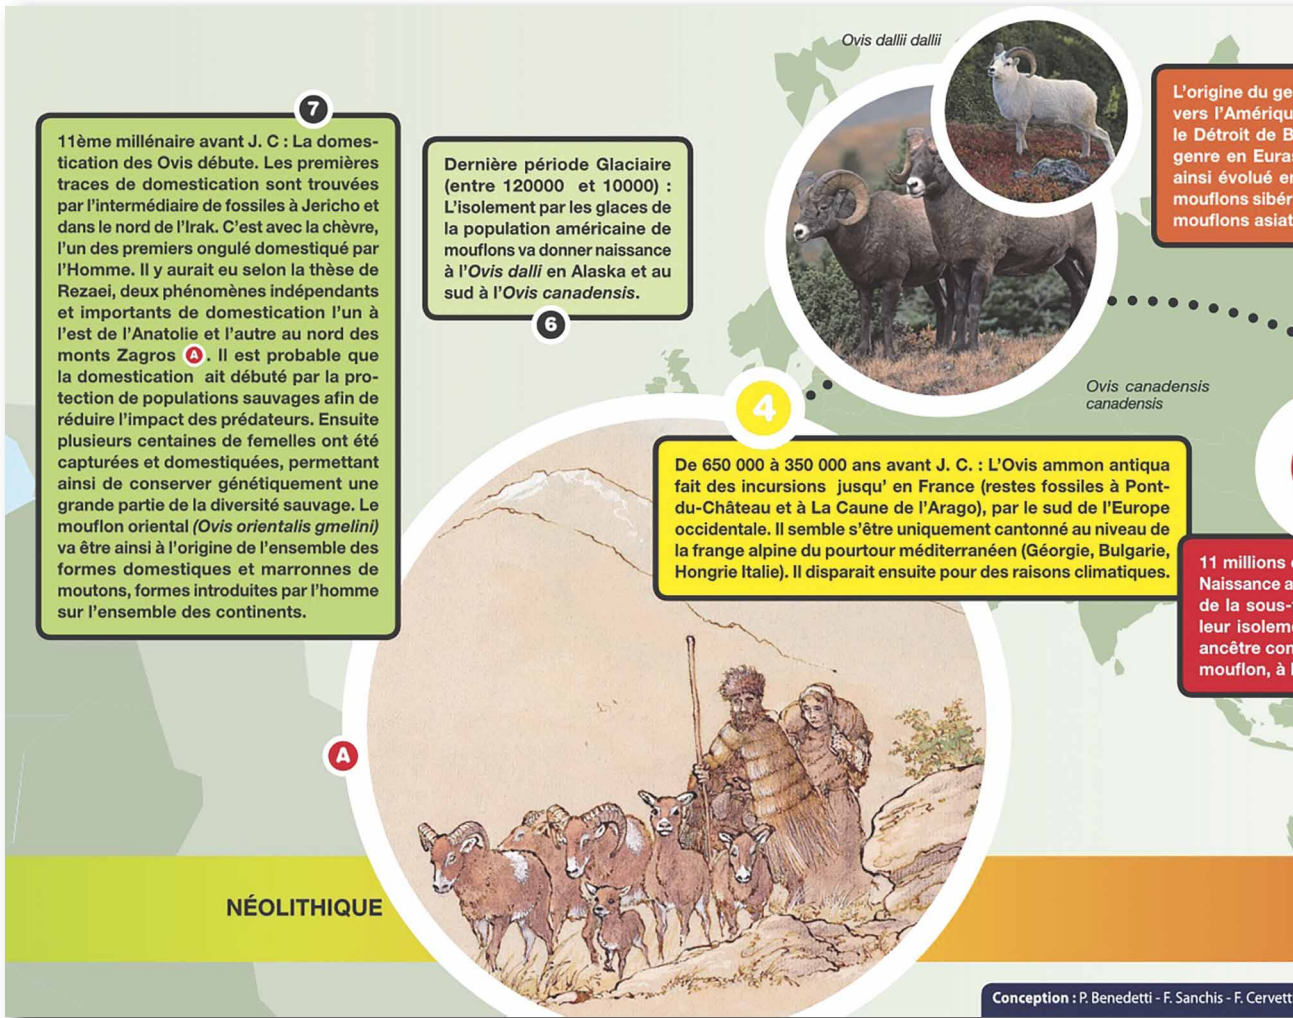 7
11ème millénaire avant J. C : La domes-
tication des Ovis débute. Les premières
traces de domestication sont trouvées
par l'intermédiaire de fossiles à Jericho et
dans le nord de l'Irak. C'est avec la chèvre,
l'un des premiers ongulé domestiqué par
l'Homme. Il y aurait eu selon la thèse de
Rezaei, deux phénomènes indépendants
et importants de domestication l'un à
l'est de l'Anatolie et l'autre au nord des
monts Zagros A . Il est probable que
la domestication ait débuté par la pro-
tection de populations sauvages afin de
réduire l'impact des prédateurs. Ensuite
plusieurs centaines de femelles ont été
capturées et domestiquées, permettant
ainsi de conserver génétiquement une
grande partie de la diversité sauvage. Le
mouflon oriental (Ovis orientalis gmelini)
va être ainsi à l'origine de l'ensemble des
formes domestiques et marronnes de
moutons, formes introduites par l'homme
sur l'ensemble des continents.
Dernière période Glaciaire
(entre 120000 et 10000) :
L'isolement par les glaces de
la population américaine de
mouflons va donner naissance
à l'Ovis dalli en Alaska et au
sud à l'Ovis canadensis.
6
Ovis dallii dallii
Ovis canadensis
canadensis
L'origine du
vers
le Détroit de
genre en
ainsi évolué
mouflons
mouflons
4
De 650 000 à 350 000 ans avant J. C. : L'Ovis ammon antiqua
fait des incursions jusqu' en France (restes fossiles à Pont-
du-Château et à La Caune de l'Arago), par le sud de l'Europe
occidentale. Il semble s'être uniquement cantonné au niveau de
la frange alpine du pourtour méditerranéen (Géorgie, Bulgarie,
Hongrie Italie). Il disparait ensuite pour des raisons climatiques.
11 millions
Naissance
de la
leur
ancêtre
mouflon, à
A
NÉOLITHIQUE
Conception : P. Benedetti - F. Sanchis - F.